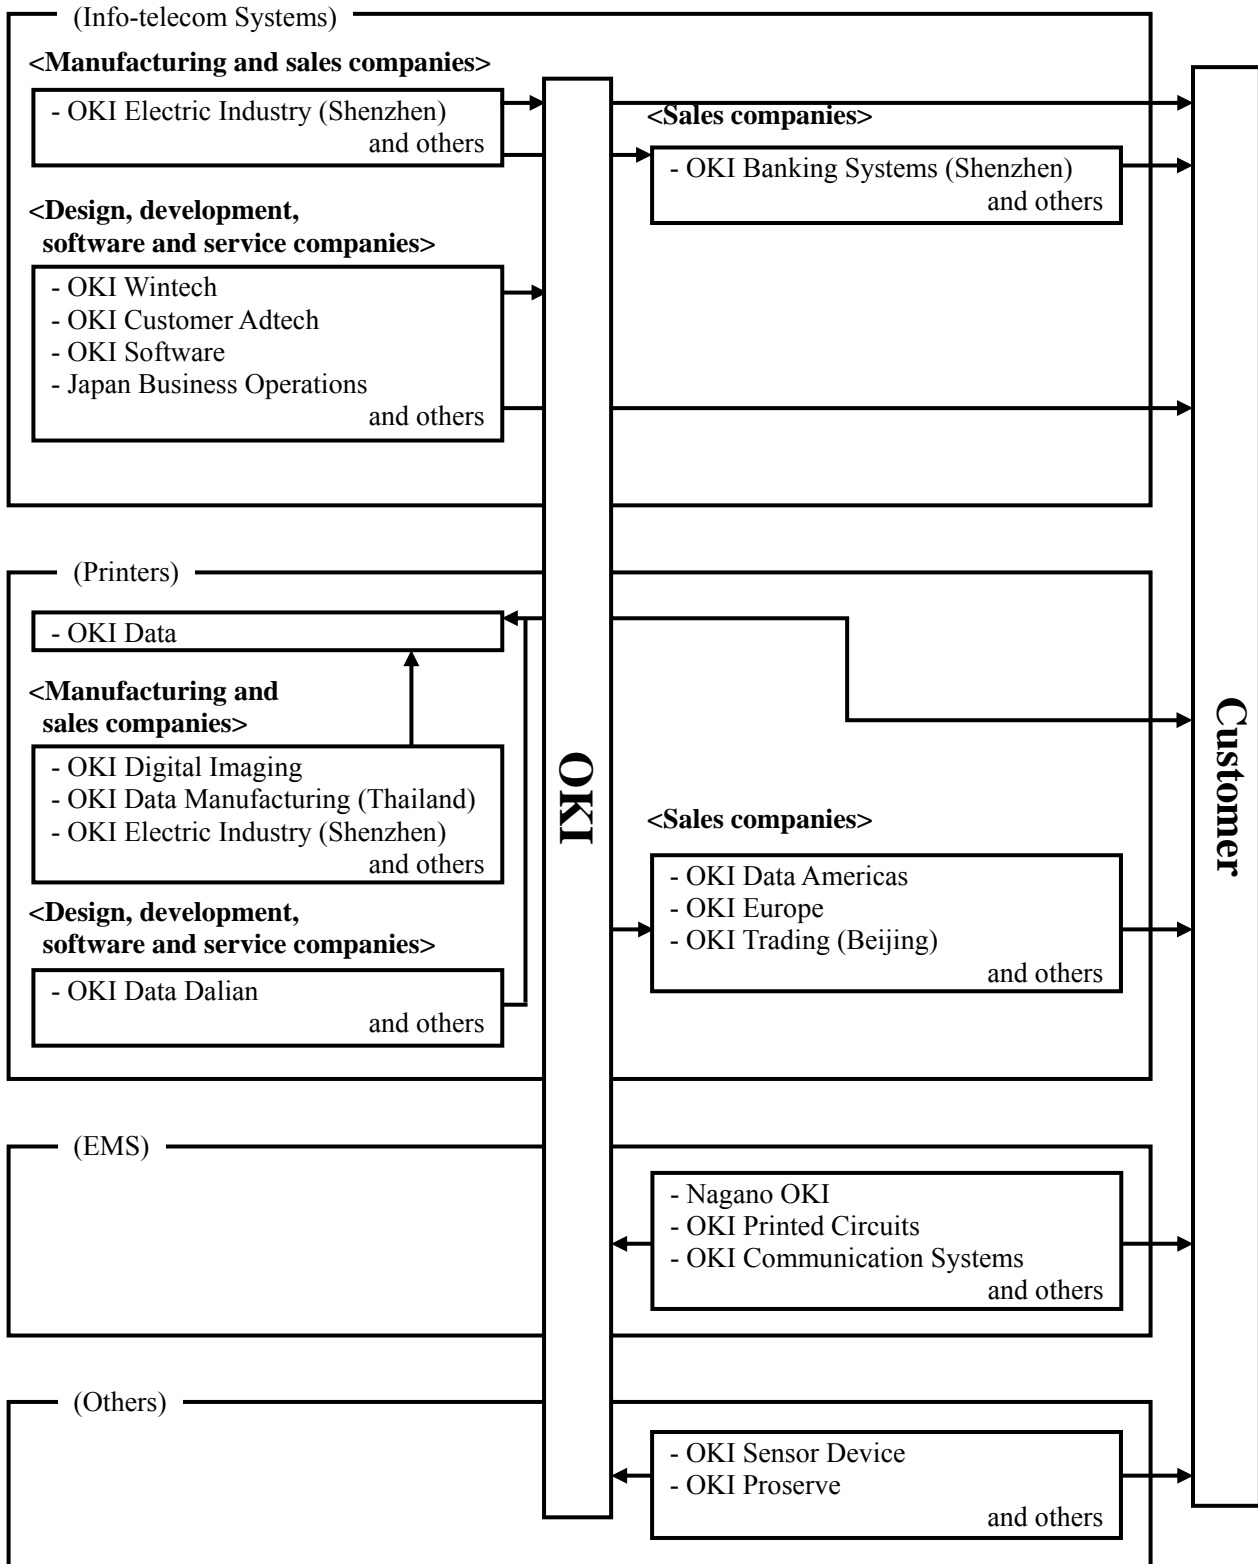 (Info-telecom Systems)
<Manufacturing and sales companies>
- OKI Electric Industry (Shenzhen)
and others
<Sales companies>
- OKI Banking Systems (Shenzhen)
and others
<Design, development,
software and service companies>
- OKI Wintech
- OKI Customer Adtech
- OKI Software
- Japan Business Operations
and others
(Printers)
- OKI Data
<Manufacturing and
sales companies>
- OKI Digital Imaging
- OKI Data Manufacturing (Thailand)
- OKI Electric Industry (Shenzhen)
and others
<Design, development,
software and service companies>
- OKI Data Dalian
and others
OKI
<Sales companies>
- OKI Data Americas
- OKI Europe
- OKI Trading (Beijing)
and others
Customer
(EMS)
- Nagano OKI
- OKI Printed Circuits
- OKI Communication Systems
and others
(Others)
- OKI Sensor Device
- OKI Proserve
and others